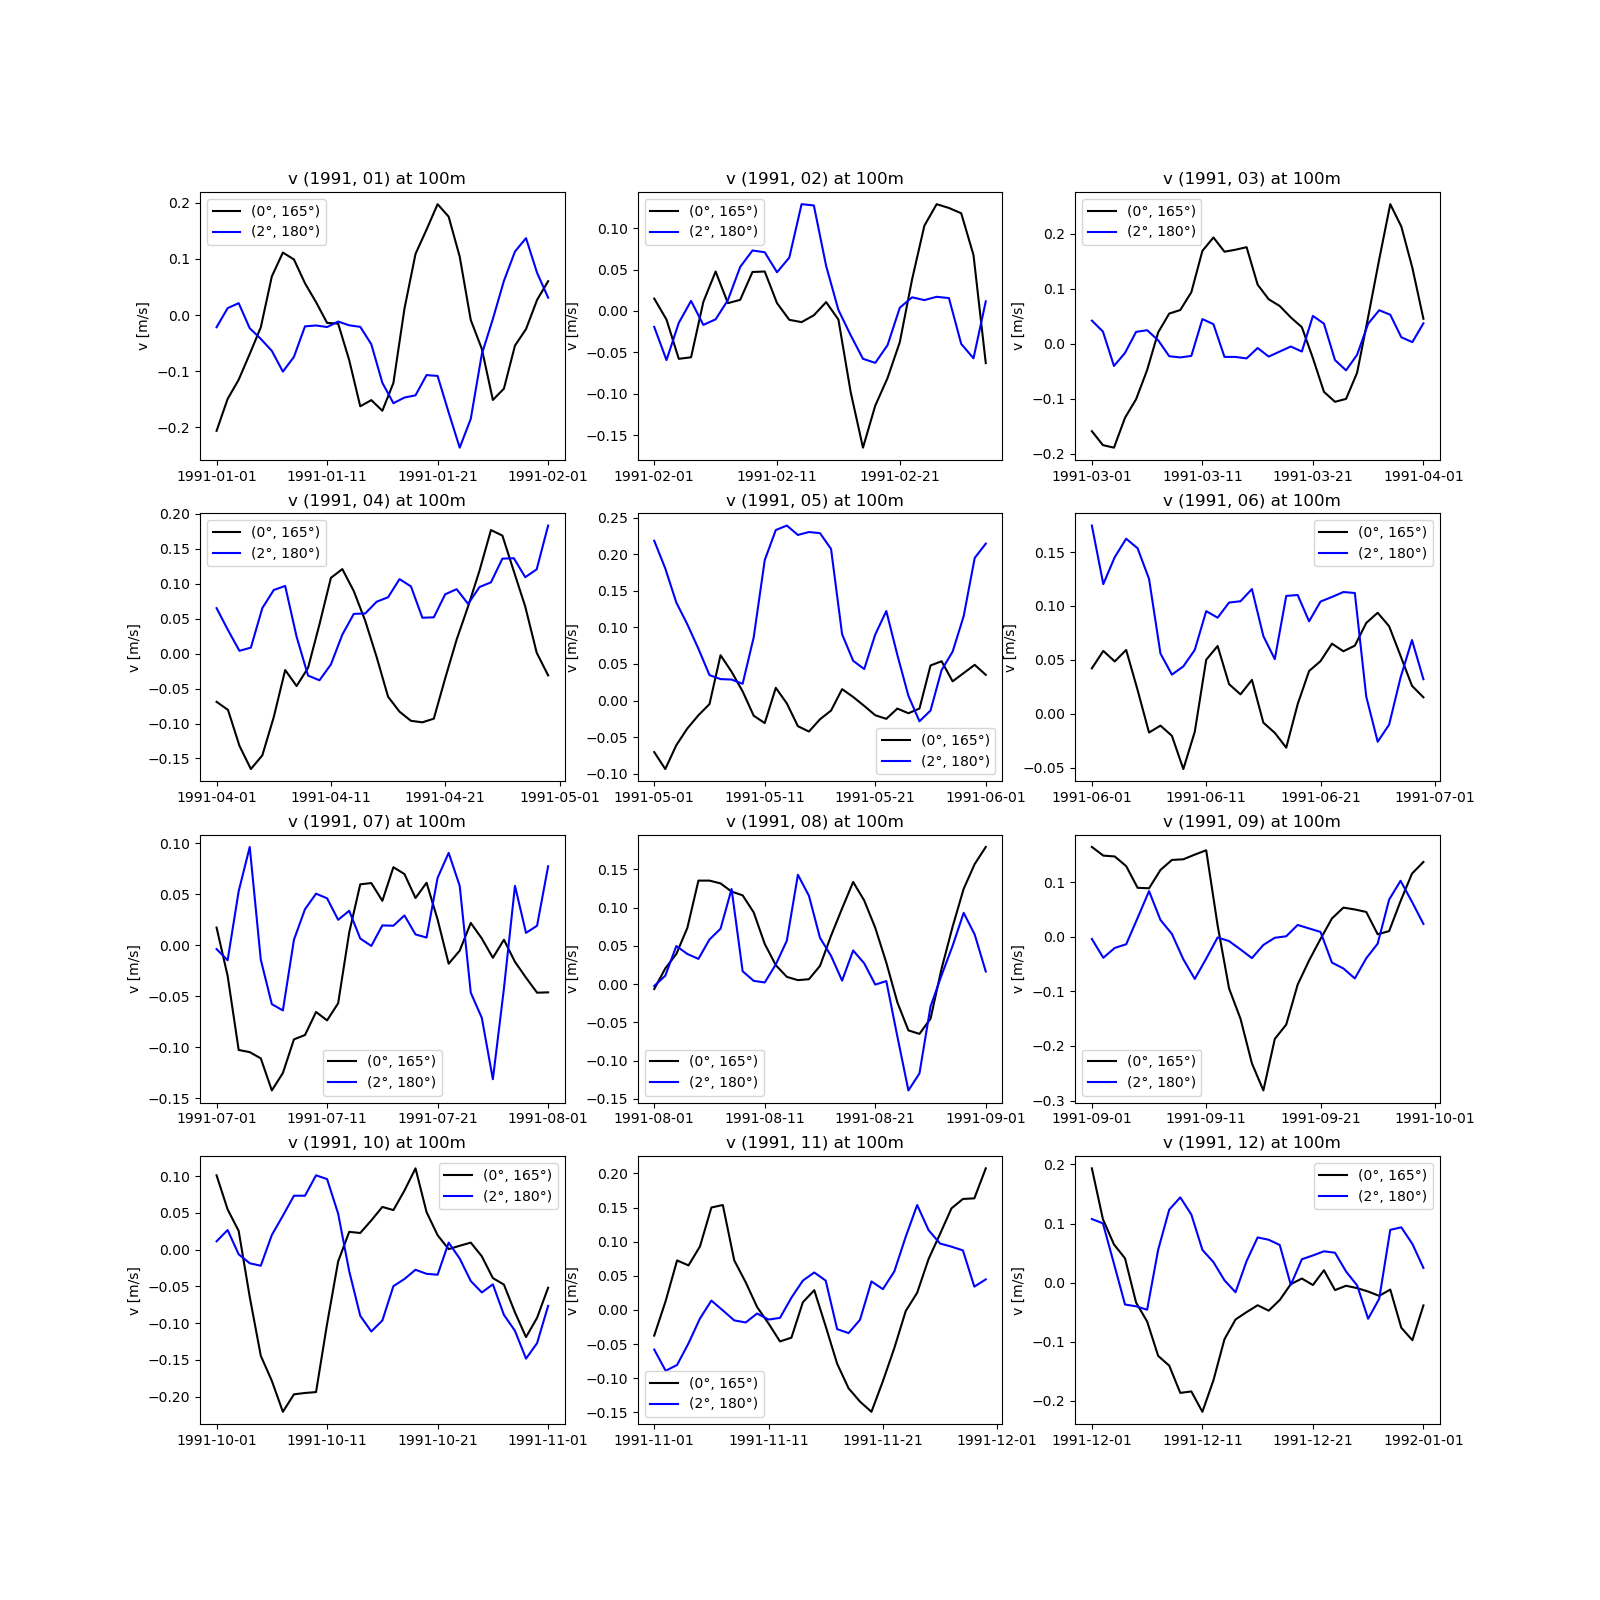 v (1991, 01) at 100m
v [m/s]
0.2
0.1
0.0
−0.1
−0.2
(0°, 165°)
(2°, 180°)
1991-01-01 1991-01-11 1991-01-21 1991-02-01
v (1991, 02) at 100m
v [m/s]
0.10
0.05
0.00
−0.05
−0.10
−0.15
(0°, 165°)
(2°, 180°)
1991-02-01 1991-02-11 1991-02-21
v (1991, 03) at 100m
v [m/s]
0.2
0.1
0.0
−0.1
−0.2
(0°, 165°)
(2°, 180°)
1991-03-01 1991-03-11 1991-03-21 1991-04-01
v (1991, 04) at 100m
v [m/s]
0.20
0.15
0.10
0.05
0.00
−0.05
−0.10
−0.15
(0°, 165°)
(2°, 180°)
1991-04-01 1991-04-11 1991-04-21 1991-05-01
v (1991, 05) at 100m
v [m/s]
0.25
0.20
0.15
0.10
0.05
0.00
−0.05
−0.10
(0°, 165°)
(2°, 180°)
1991-05-01 1991-05-11 1991-05-21 1991-06-01
v (1991, 06) at 100m
v [m/s]
0.15
0.10
0.05
0.00
−0.05
(0°, 165°)
(2°, 180°)
1991-06-01 1991-06-11 1991-06-21 1991-07-01
v (1991, 07) at 100m
v [m/s]
0.10
0.05
0.00
−0.05
−0.10
−0.15
(0°, 165°)
(2°, 180°)
1991-07-01 1991-07-11 1991-07-21 1991-08-01
v (1991, 08) at 100m
v [m/s]
0.15
0.10
0.05
0.00
−0.05
−0.10
−0.15
(0°, 165°)
(2°, 180°)
1991-08-01 1991-08-11 1991-08-21 1991-09-01
v (1991, 09) at 100m
v [m/s]
0.1
0.0
−0.1
−0.2
−0.3
(0°, 165°)
(2°, 180°)
1991-09-01 1991-09-11 1991-09-21 1991-10-01
v (1991, 10) at 100m
v [m/s]
0.10
0.05
0.00
−0.05
−0.10
−0.15
−0.20
(0°, 165°)
(2°, 180°)
1991-10-01 1991-10-11 1991-10-21 1991-11-01
v (1991, 11) at 100m
v [m/s]
0.20
0.15
0.10
0.05
0.00
−0.05
−0.10
−0.15
(0°, 165°)
(2°, 180°)
1991-11-01 1991-11-11 1991-11-21 1991-12-01
v (1991, 12) at 100m
v [m/s]
0.2
0.1
0.0
−0.1
−0.2
(0°, 165°)
(2°, 180°)
1991-12-01 1991-12-11 1991-12-21 1992-01-01